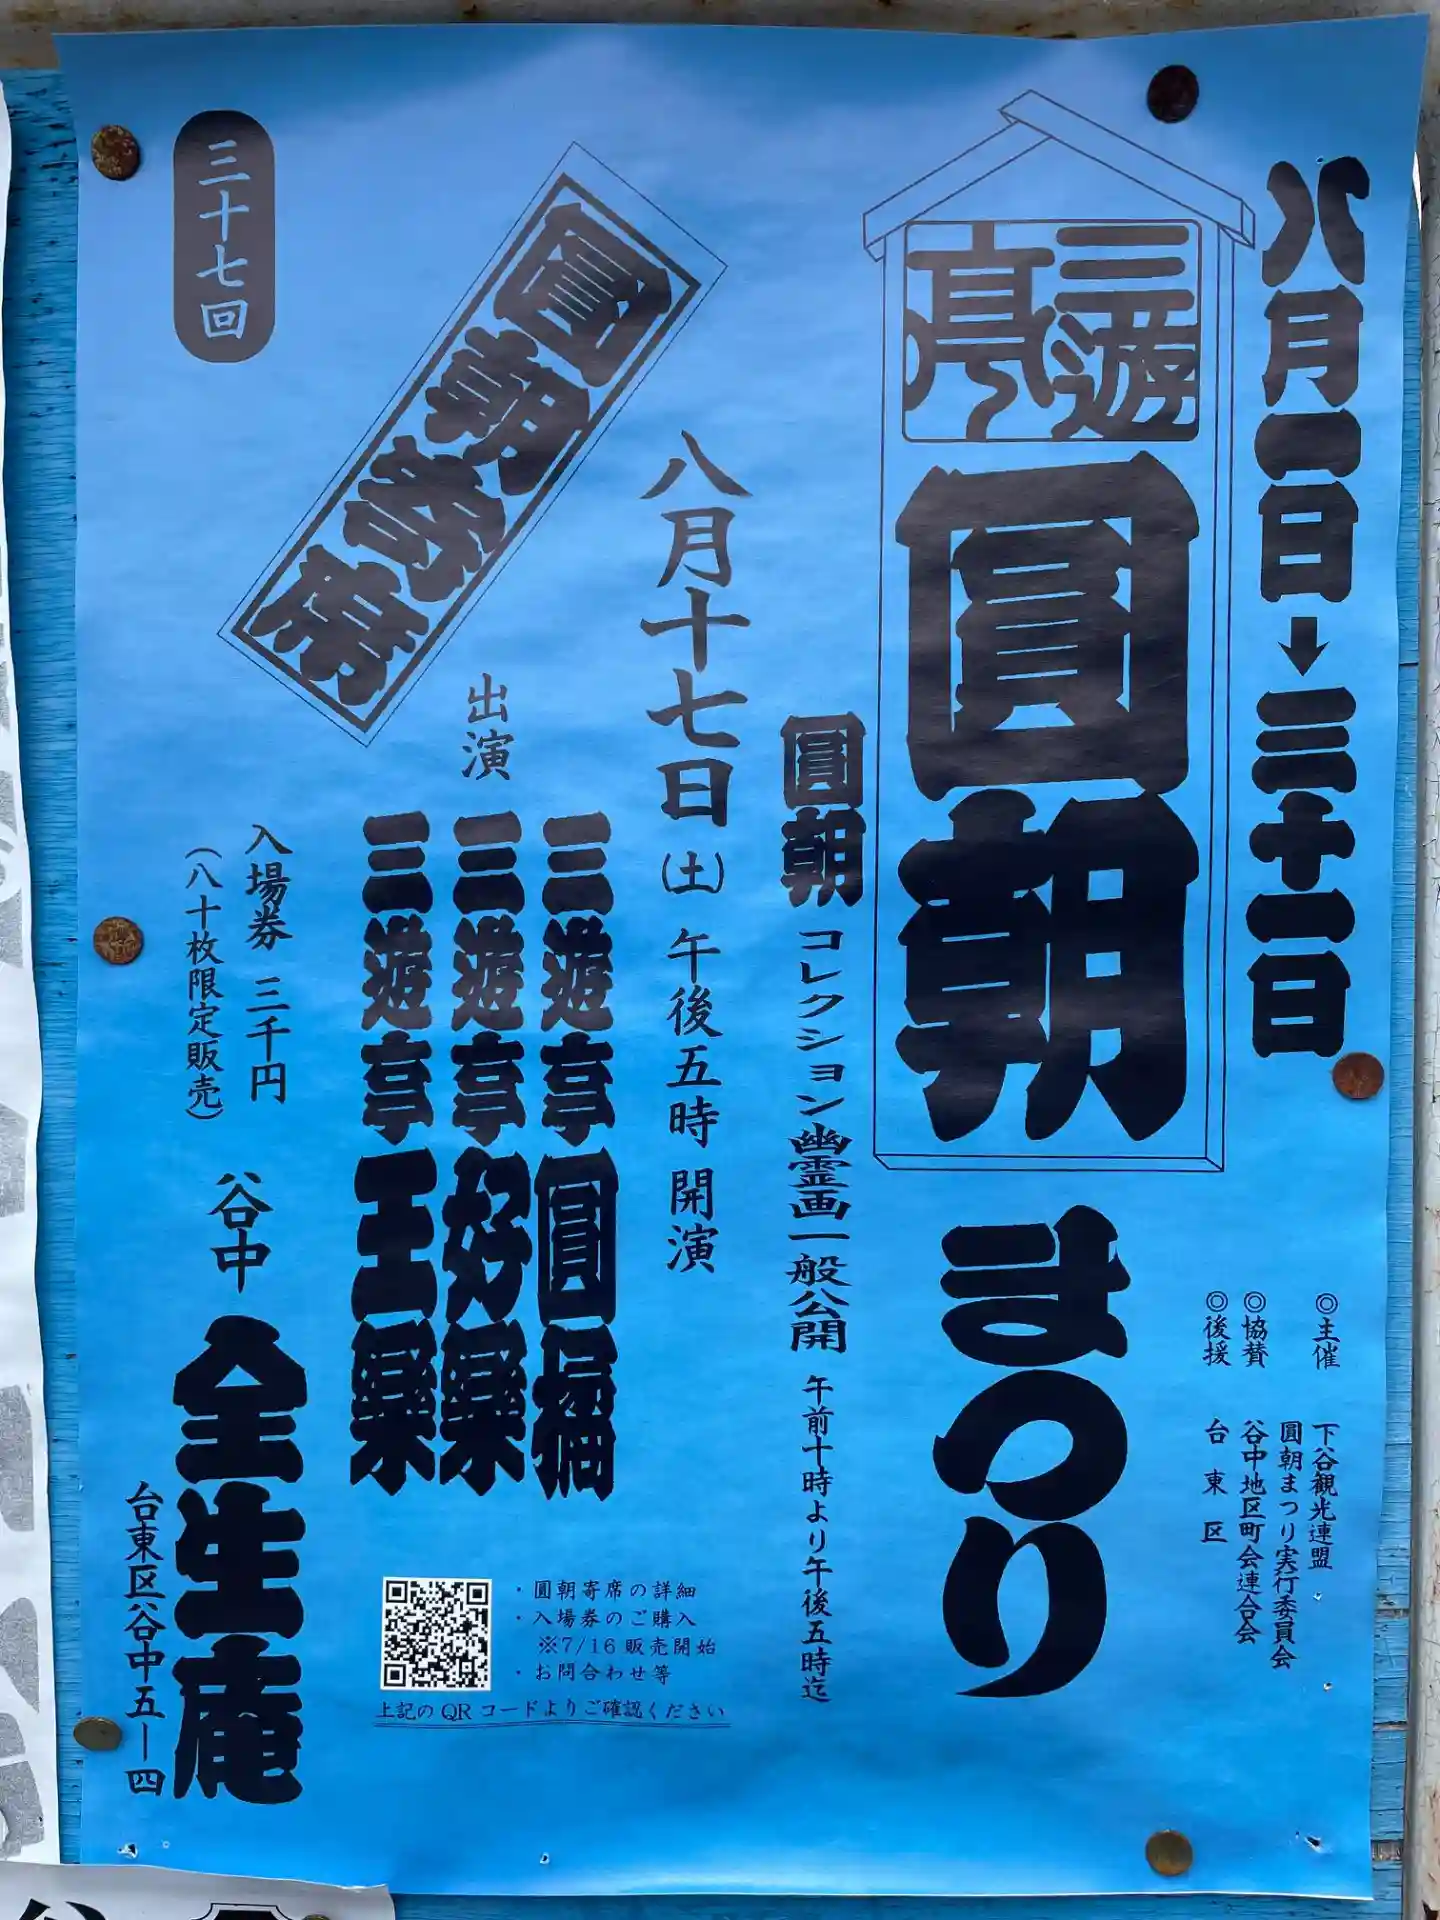 八月一日→三十一日
三遊亭
圓朝
まつり
◎主催 下谷観光連盟
圓朝まつり実行委員会
◎協賛 谷中地区町会連合会
◎後援 台東区
圓朝コレクション幽霊画一般公開 午前十時より午後五時迄
八月十七日(土)午後五時 開演
圓朝寄席
三十七回
出演
三遊亭圓橘
三遊亭好樂
三遊亭王樂
入場券 三千円
(八十枚限定販売)
谷中 全生庵
台東区谷中五ー四
・圓朝寄席の詳細
・入場券のご購入
※7/16販売開始
・お問合わせ等
上記のQRコードよりご確認ください